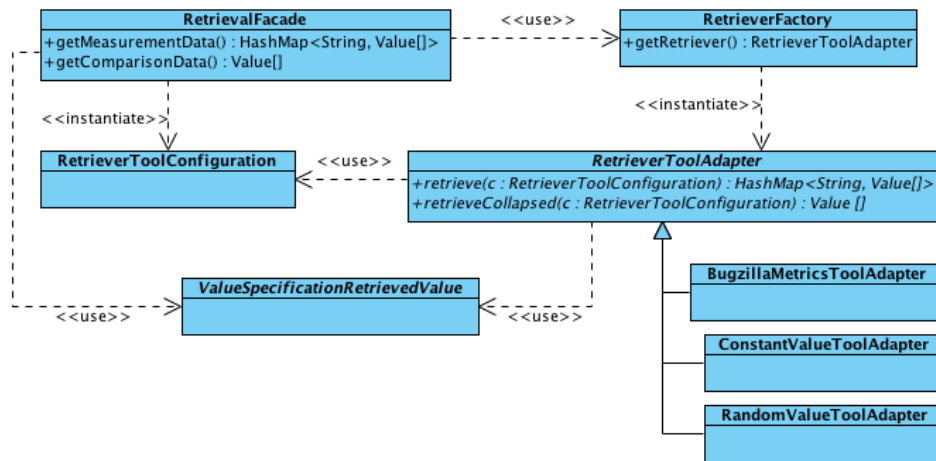 RetrievalFacade
+getMeasurementData() : HashMap<String, Value[]>
+getComparisonData() : Value[]
<<use>>
RetrieverFactory
+getRetriever() : RetrieverToolAdapter
<<instantiate>>
<<instantiate>>
RetrieverToolConfiguration
<<use>>
RetrieverToolAdapter
+retrieve(c : RetrieverToolConfiguration) : HashMap<String, Value[]>
+retrieveCollapsed(c : RetrieverToolConfiguration) : Value []
BugzillaMetricsToolAdapter
ValueSpecificationRetrievedValue
<<use>>
<<use>>
ConstantValueToolAdapter
RandomValueToolAdapter